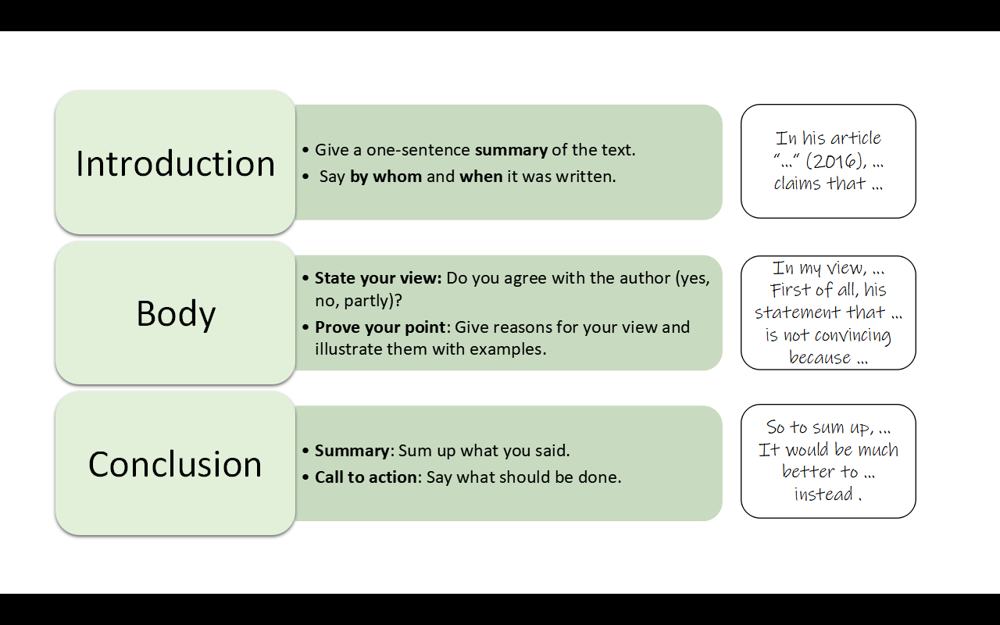 Introduction
• Give a one-sentence summary of the text.
• Say by whom and when it was written.
In his article
“...“ (2016), ...
claims that ...
Body
• State your view: Do you agree with the author (yes,
no, partly)?
• Prove your point: Give reasons for your view and
illustrate them with examples.
In my view, ...
First of all, his
statement that ...
is not convincing
because ...
Conclusion
• Summary: Sum up what you said.
• Call to action: Say what should be done.
So to sum up, ...
It would be much
better to ...
instead .